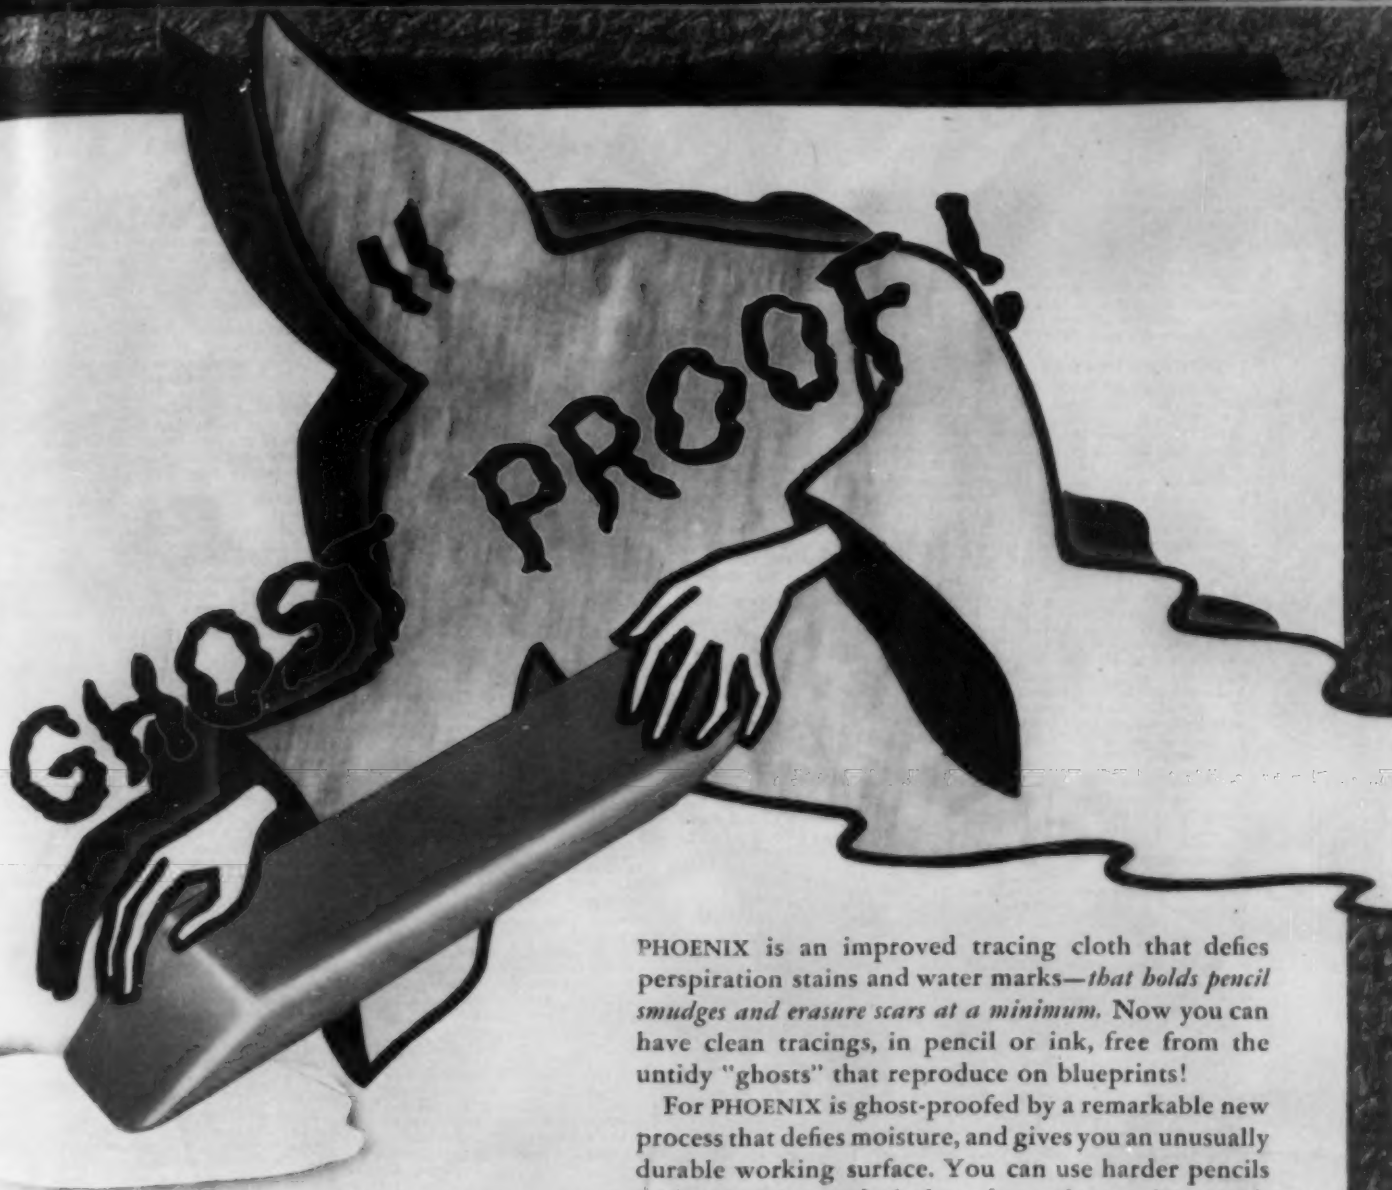 GHOST
PROOF!
PHOENIX is an improved tracing cloth that defies
perspiration stains and water marks—that holds pencil
smudges and erasure scars at a minimum. Now you can
have clean tracings, in pencil or ink, free from the
untidy "ghosts" that reproduce on blueprints!
For PHOENIX is ghost-proofed by a remarkable new
process that defies moisture, and gives you an unusually
durable working surface. You can use harder pencils